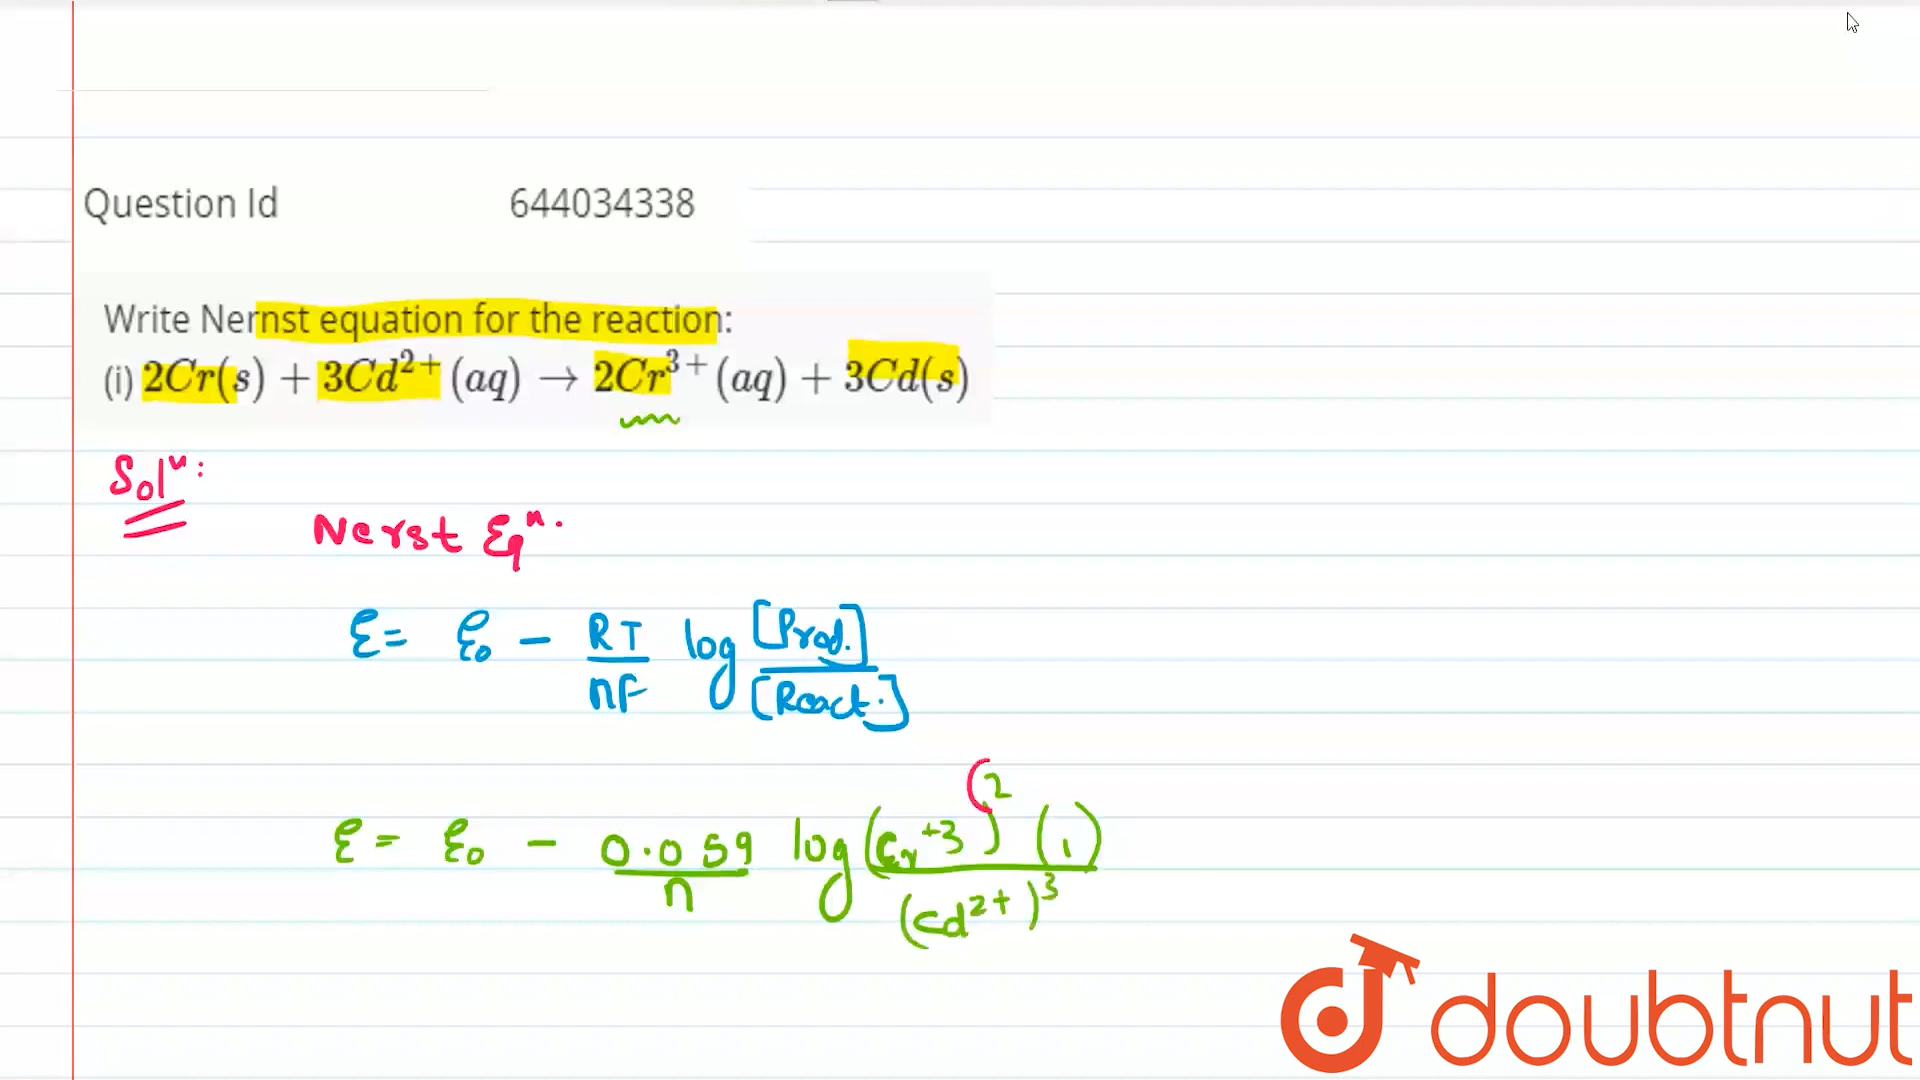 Question Id 644034338
Write Nernst equation for the reaction:
(i) 2Cr(s) + 3Cd²⁺(aq) → 2Cr³⁺(aq) + 3Cd(s)
Solⁿ:
Nerst Eqⁿ.
E = E₀ - RT/nF log [Prod.]/[React.]
E = E₀ - 0.059/n log (Cr⁺³)² (1)/(Cd²⁺)³
doubtnut